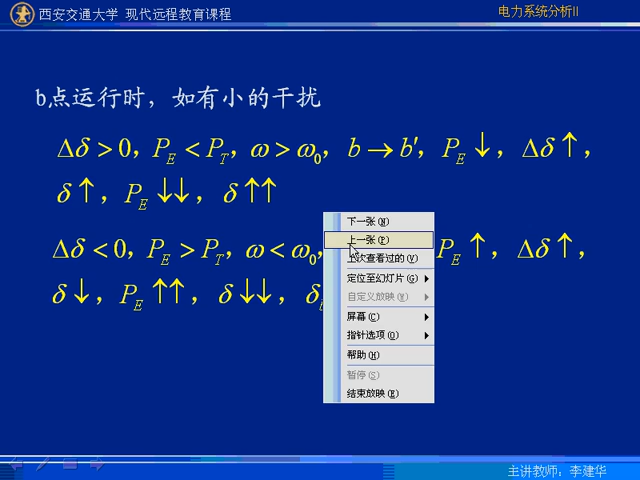 西安交通大学 现代远程教育课程
电力系统分析II
b点运行时，如有小的干扰
Δδ > 0，P_E < P_T，ω > ω_0，b → b′，P_E ↓，Δδ ↑，
δ ↑，P_E ↓↓，δ ↑↑
Δδ < 0，P_E > P_T，ω < ω_0，
P_E ↑，Δδ ↑，
δ ↓，P_E ↑↑，δ ↓↓，δ
下一张(N)
上一张(P)
上次查看过的(V)
定位至幻灯片(G)
自定义放映(W)
屏幕(C)
指针选项(O)
帮助(H)
暂停(S)
结束放映(E)
主讲教师：李建华